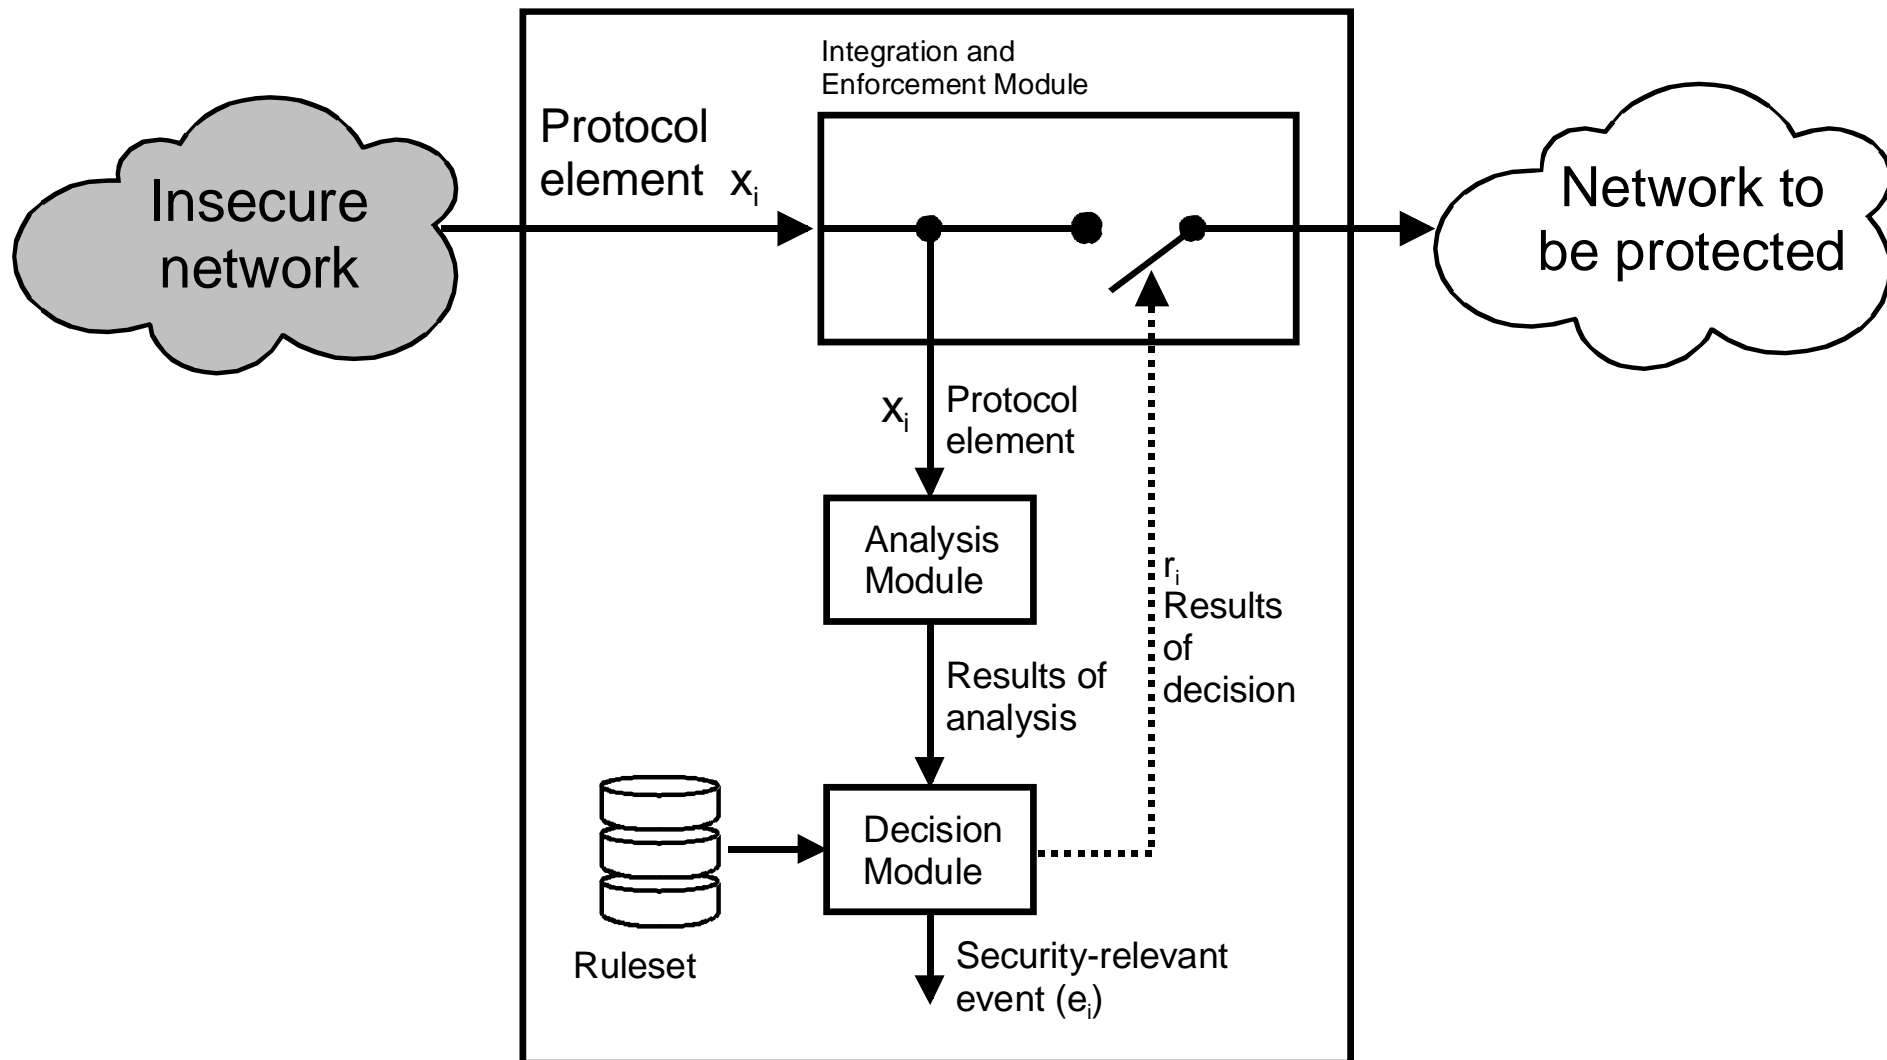 Integration and
Enforcement Module
Protocol
element x_i
Insecure
network
Network to
be protected
x_i
Protocol
element
Analysis
Module
r_i
Results
of
decision
Results of
analysis
Decision
Module
Ruleset
Security-relevant
event (e_i)